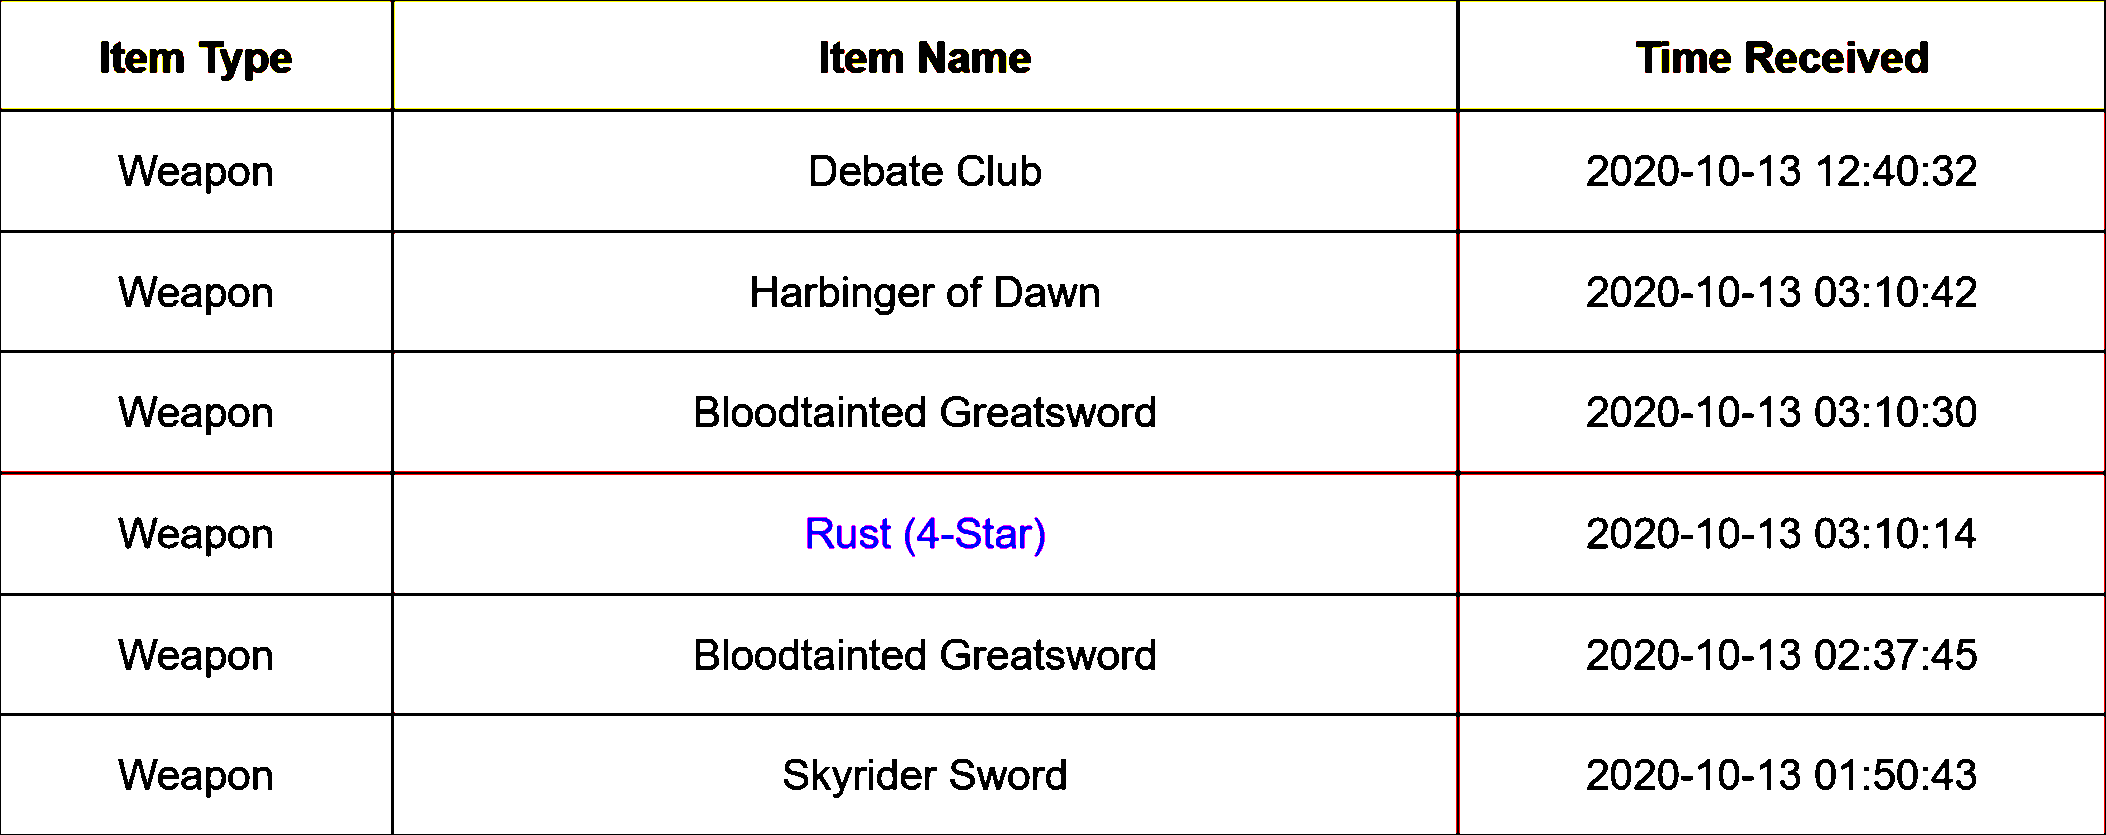 Item Type Item Name Time Received
Weapon Debate Club 2020-10-13 12:40:32
Weapon Harbinger of Dawn 2020-10-13 03:10:42
Weapon Bloodtainted Greatsword 2020-10-13 03:10:30
Weapon Rust (4-Star) 2020-10-13 03:10:14
Weapon Bloodtainted Greatsword 2020-10-13 02:37:45
Weapon Skyrider Sword 2020-10-13 01:50:43